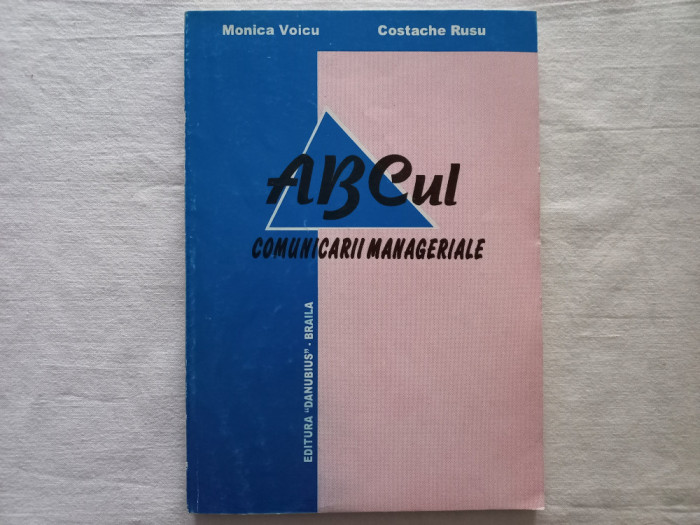 Monica Voicu Costache Rusu
ABCul
COMUNICARII MANAGERIALE
EDITURA "DANUBIUS" - BRAILA